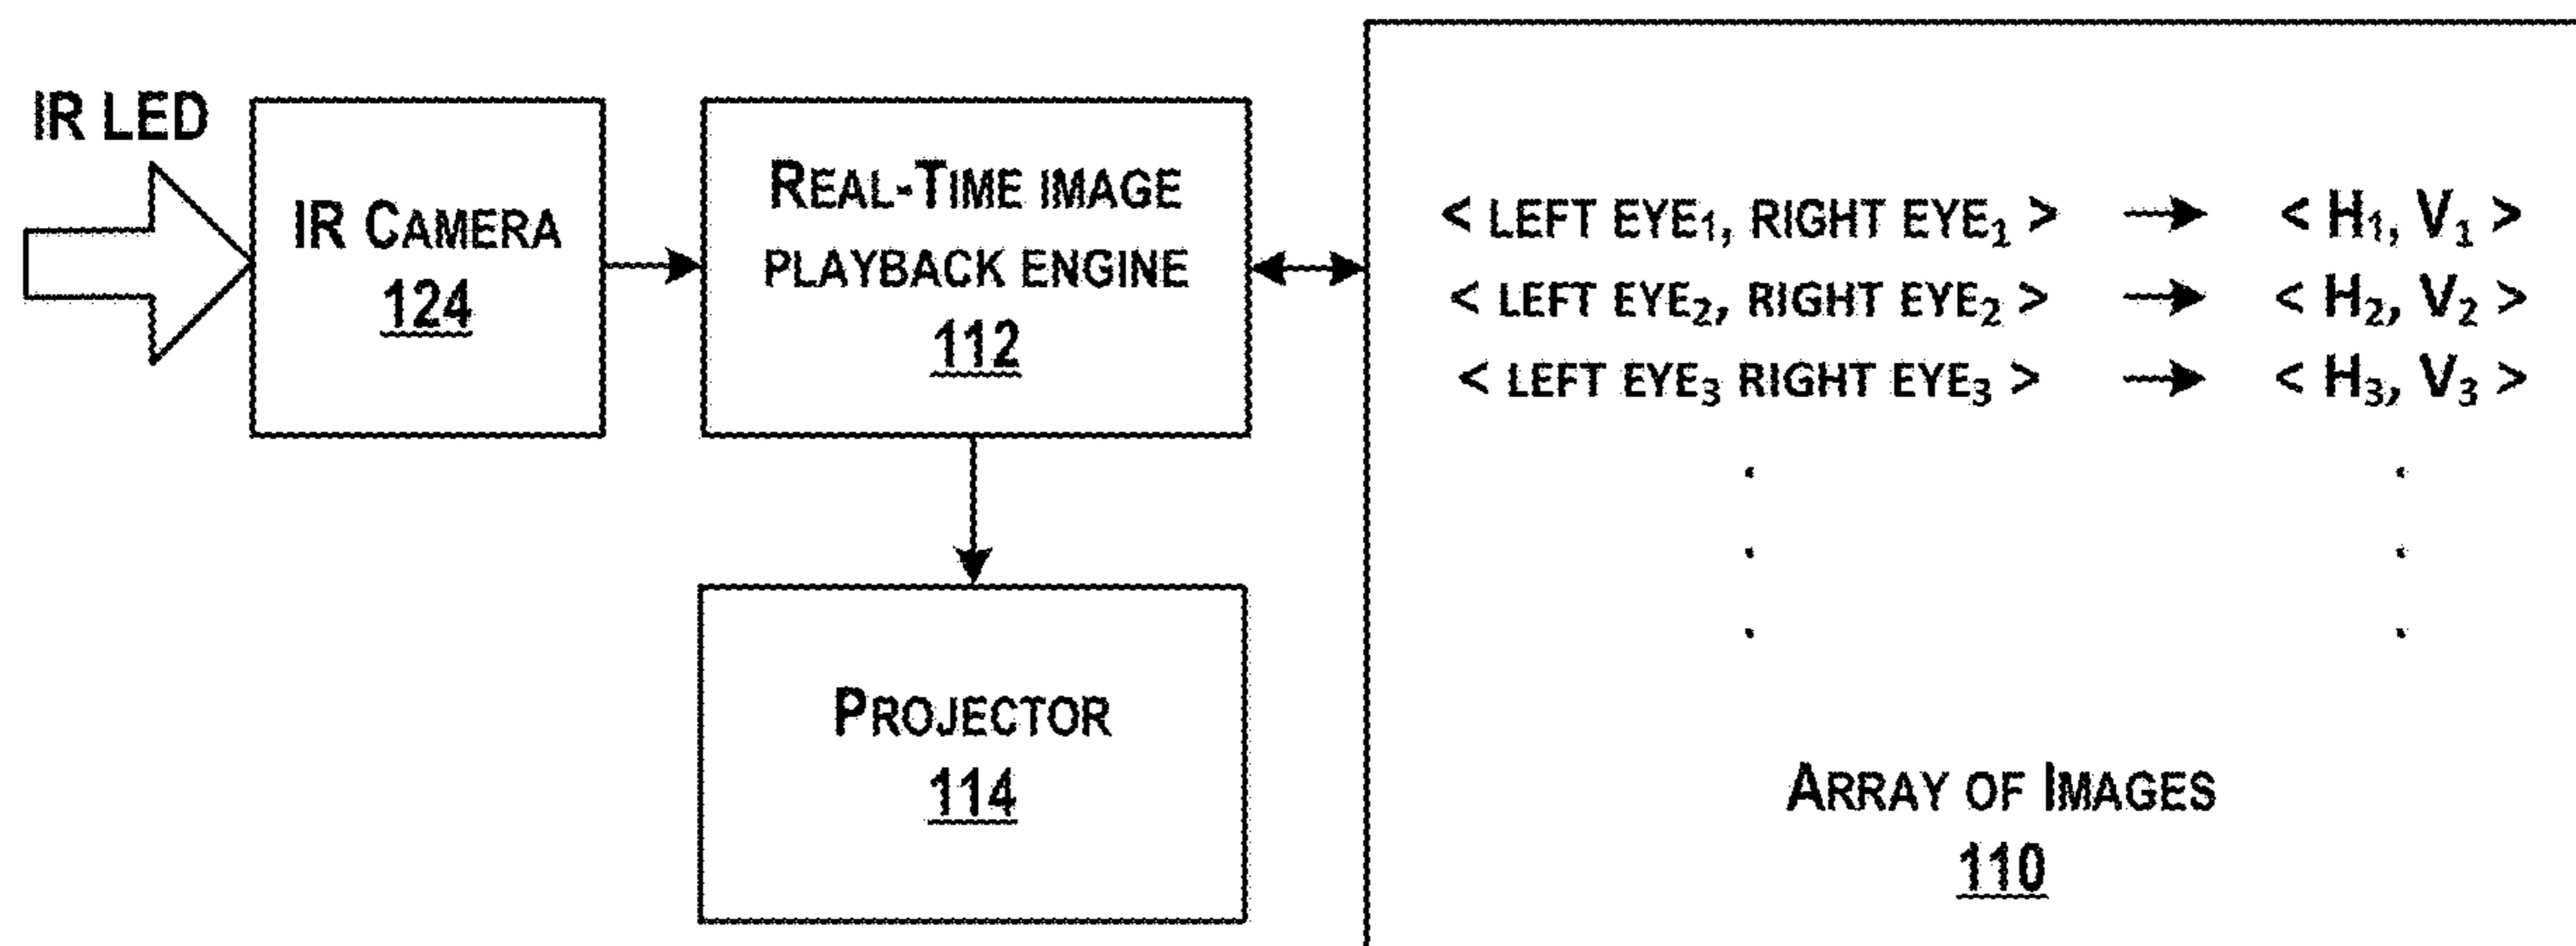 IR LED
IR CAMERA
124
REAL-TIME IMAGE
PLAYBACK ENGINE
112
PROJECTOR
114
< LEFT EYE₁, RIGHT EYE₁ > → < H₁, V₁ >
< LEFT EYE₂, RIGHT EYE₂ > → < H₂, V₂ >
< LEFT EYE₃ RIGHT EYE₃ > → < H₃, V₃ >
. .
. .
. .
ARRAY OF IMAGES
110